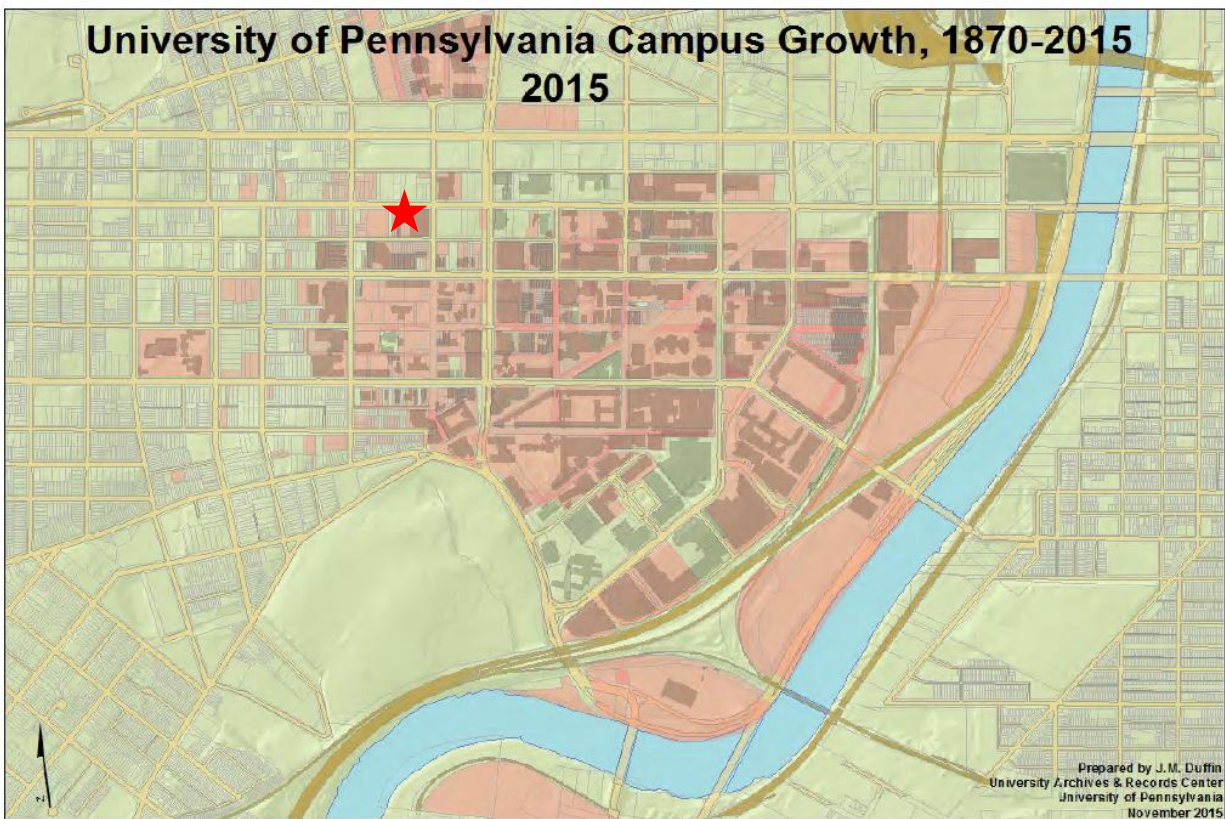 University of Pennsylvania Campus Growth, 1870-2015
2015
Prepared by J.M. Duffin
University Archives & Records Center
University of Pennsylvania
November 2015